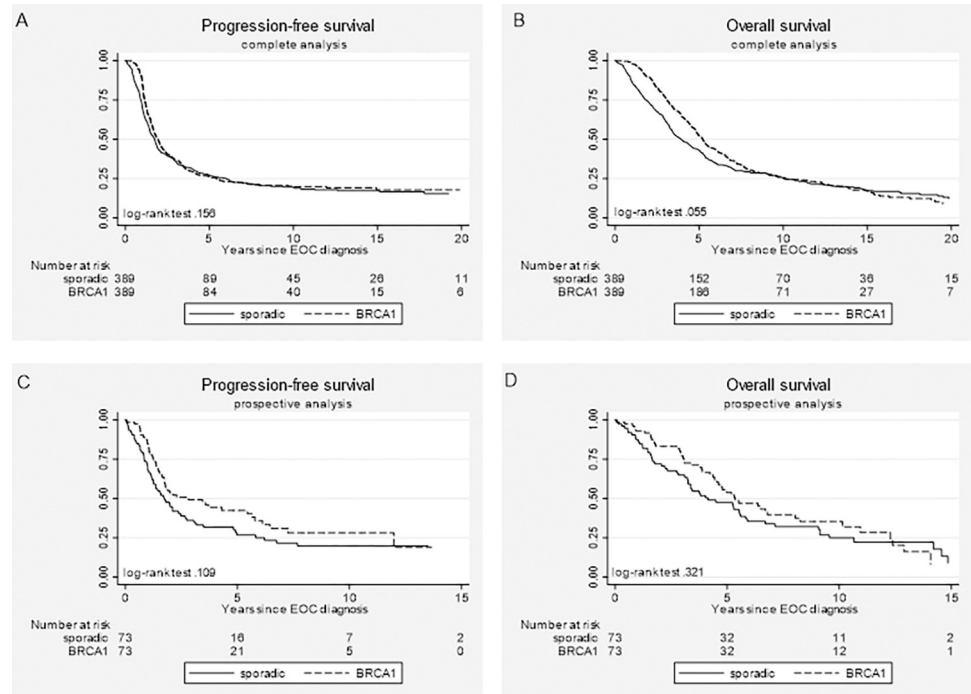 A
Progression-free survival
complete analysis
1.00
0.75
0.50
0.25
0.00
log-ranktest .156
0 5 10 15 20
Years since EOC diagnosis
Number at risk
sporadic 389 89 45 26 11
BRCA1 389 84 40 15 6
sporadic BRCA1
B
Overall survival
complete analysis
1.00
0.75
0.50
0.25
0.00
log-ranktest .055
0 5 10 15 20
Years since EOC diagnosis
Number at risk
sporadic 389 152 70 36 15
BRCA1 389 186 71 27 7
sporadic BRCA1
C
Progression-free survival
prospective analysis
1.00
0.75
0.50
0.25
0.00
log-ranktest .109
0 5 10 15
Years since EOC diagnosis
Number at risk
sporadic 73 16 7 2
BRCA1 73 21 5 0
sporadic BRCA1
D
Overall survival
prospective analysis
1.00
0.75
0.50
0.25
0.00
log-ranktest .321
0 5 10 15
Years since EOC diagnosis
Number at risk
sporadic 73 32 11 2
BRCA1 73 32 12 1
sporadic BRCA1